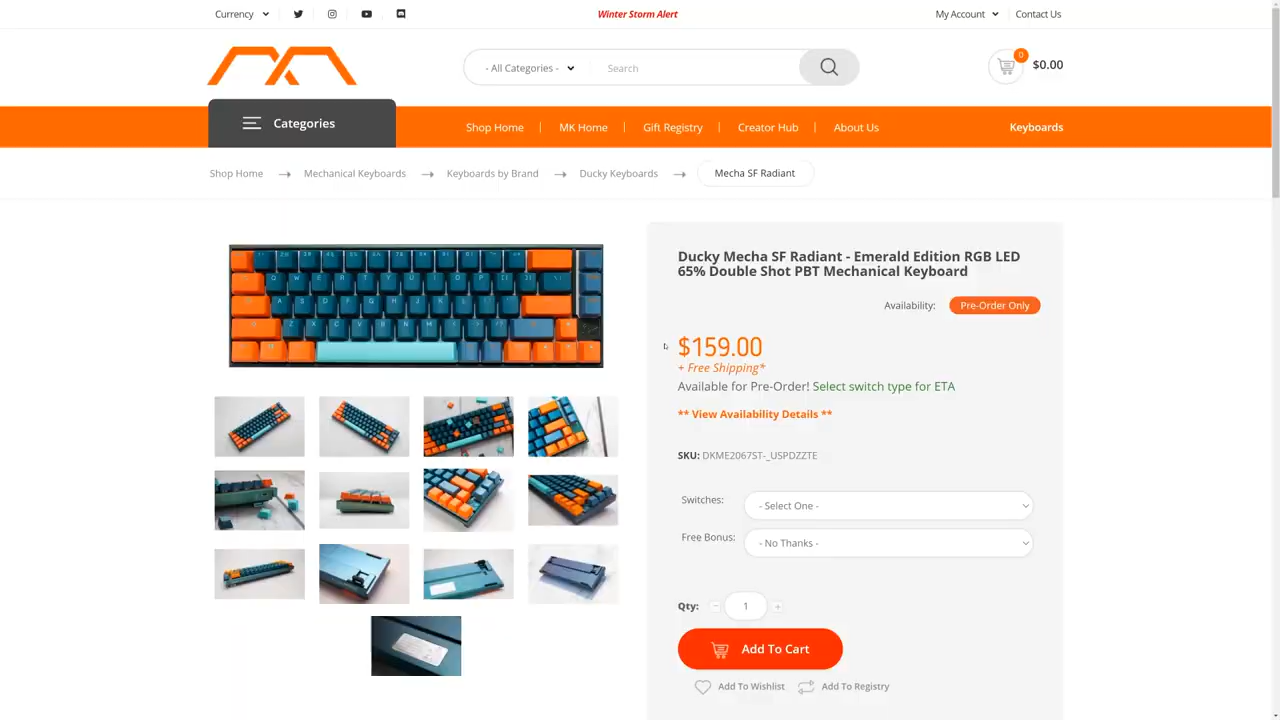 Currency
Winter Storm Alert
My Account
Contact Us
- All Categories -
Search
0
$0.00
Categories
Shop Home
MK Home
Gift Registry
Creator Hub
About Us
Keyboards
Shop Home
Mechanical Keyboards
Keyboards by Brand
Ducky Keyboards
Mecha SF Radiant
Ducky Mecha SF Radiant - Emerald Edition RGB LED
65% Double Shot PBT Mechanical Keyboard
Availability:
Pre-Order Only
$159.00
+ Free Shipping*
Available for Pre-Order! Select switch type for ETA
** View Availability Details **
SKU: DKME2067ST-_USPDZZTE
Switches:
- Select One -
Free Bonus:
- No Thanks -
Qty:
1
Add To Cart
Add To Wishlist
Add To Registry